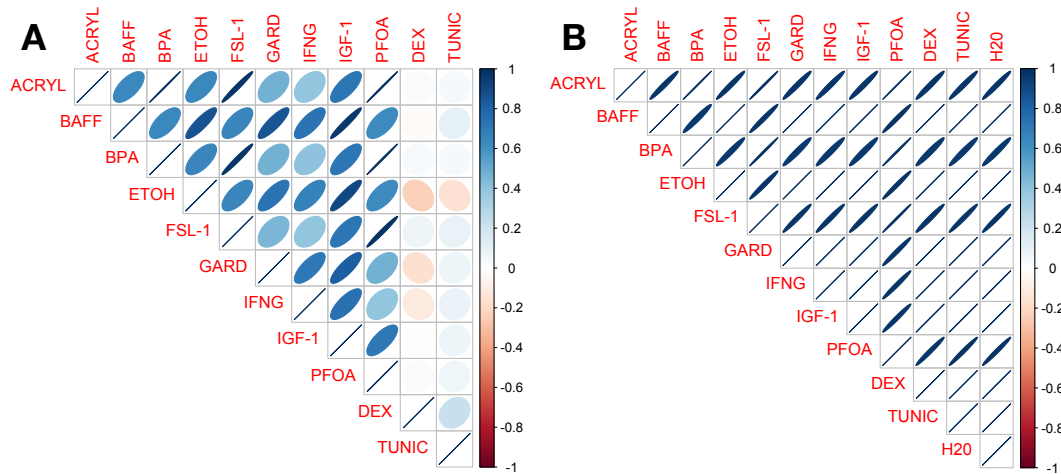 A
ACRYL
BAFF
BPA
ETOH
FSL-1
GARD
IFNG
IGF-1
PFOA
DEX
TUNIC
ACRYL
BAFF
BPA
ETOH
FSL-1
GARD
IFNG
IGF-1
PFOA
DEX
TUNIC
1
0.8
0.6
0.4
0.2
0
-0.2
-0.4
-0.6
-0.8
-1
B
ACRYL
BAFF
BPA
ETOH
FSL-1
GARD
IFNG
IGF-1
PFOA
DEX
TUNIC
H20
ACRYL
BAFF
BPA
ETOH
FSL-1
GARD
IFNG
IGF-1
PFOA
DEX
TUNIC
H20
1
0.8
0.6
0.4
0.2
0
-0.2
-0.4
-0.6
-0.8
-1